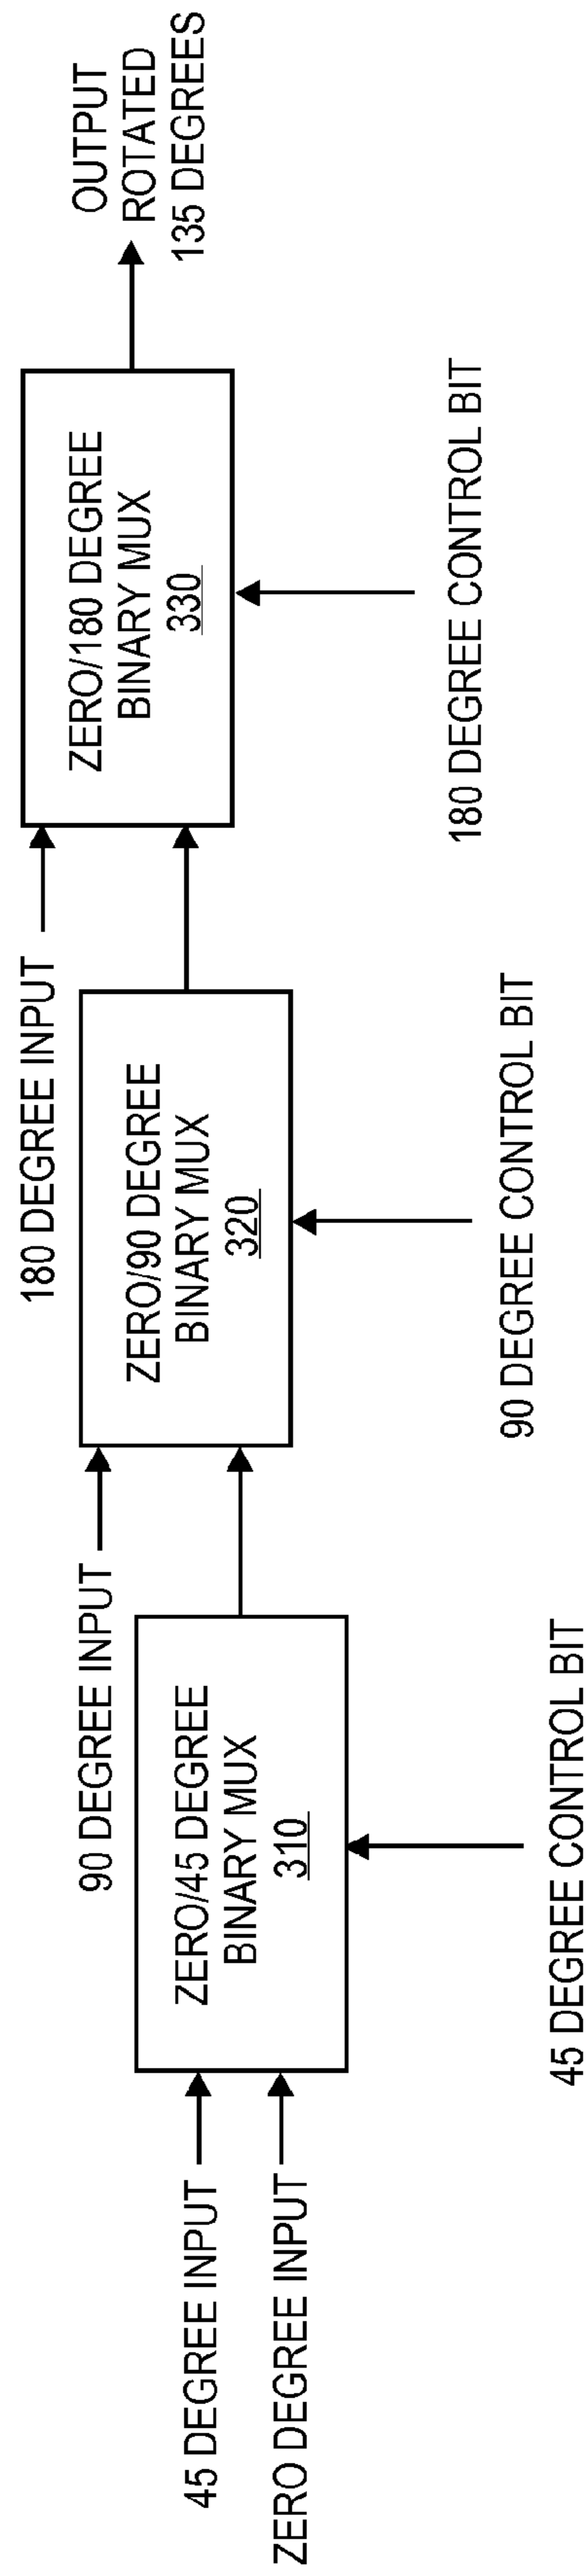 45 DEGREE INPUT
ZERO DEGREE INPUT
ZERO/45 DEGREE
BINARY MUX
310
45 DEGREE CONTROL BIT
90 DEGREE INPUT
ZERO/90 DEGREE
BINARY MUX
320
90 DEGREE CONTROL BIT
180 DEGREE INPUT
ZERO/180 DEGREE
BINARY MUX
330
180 DEGREE CONTROL BIT
OUTPUT
ROTATED
135 DEGREES